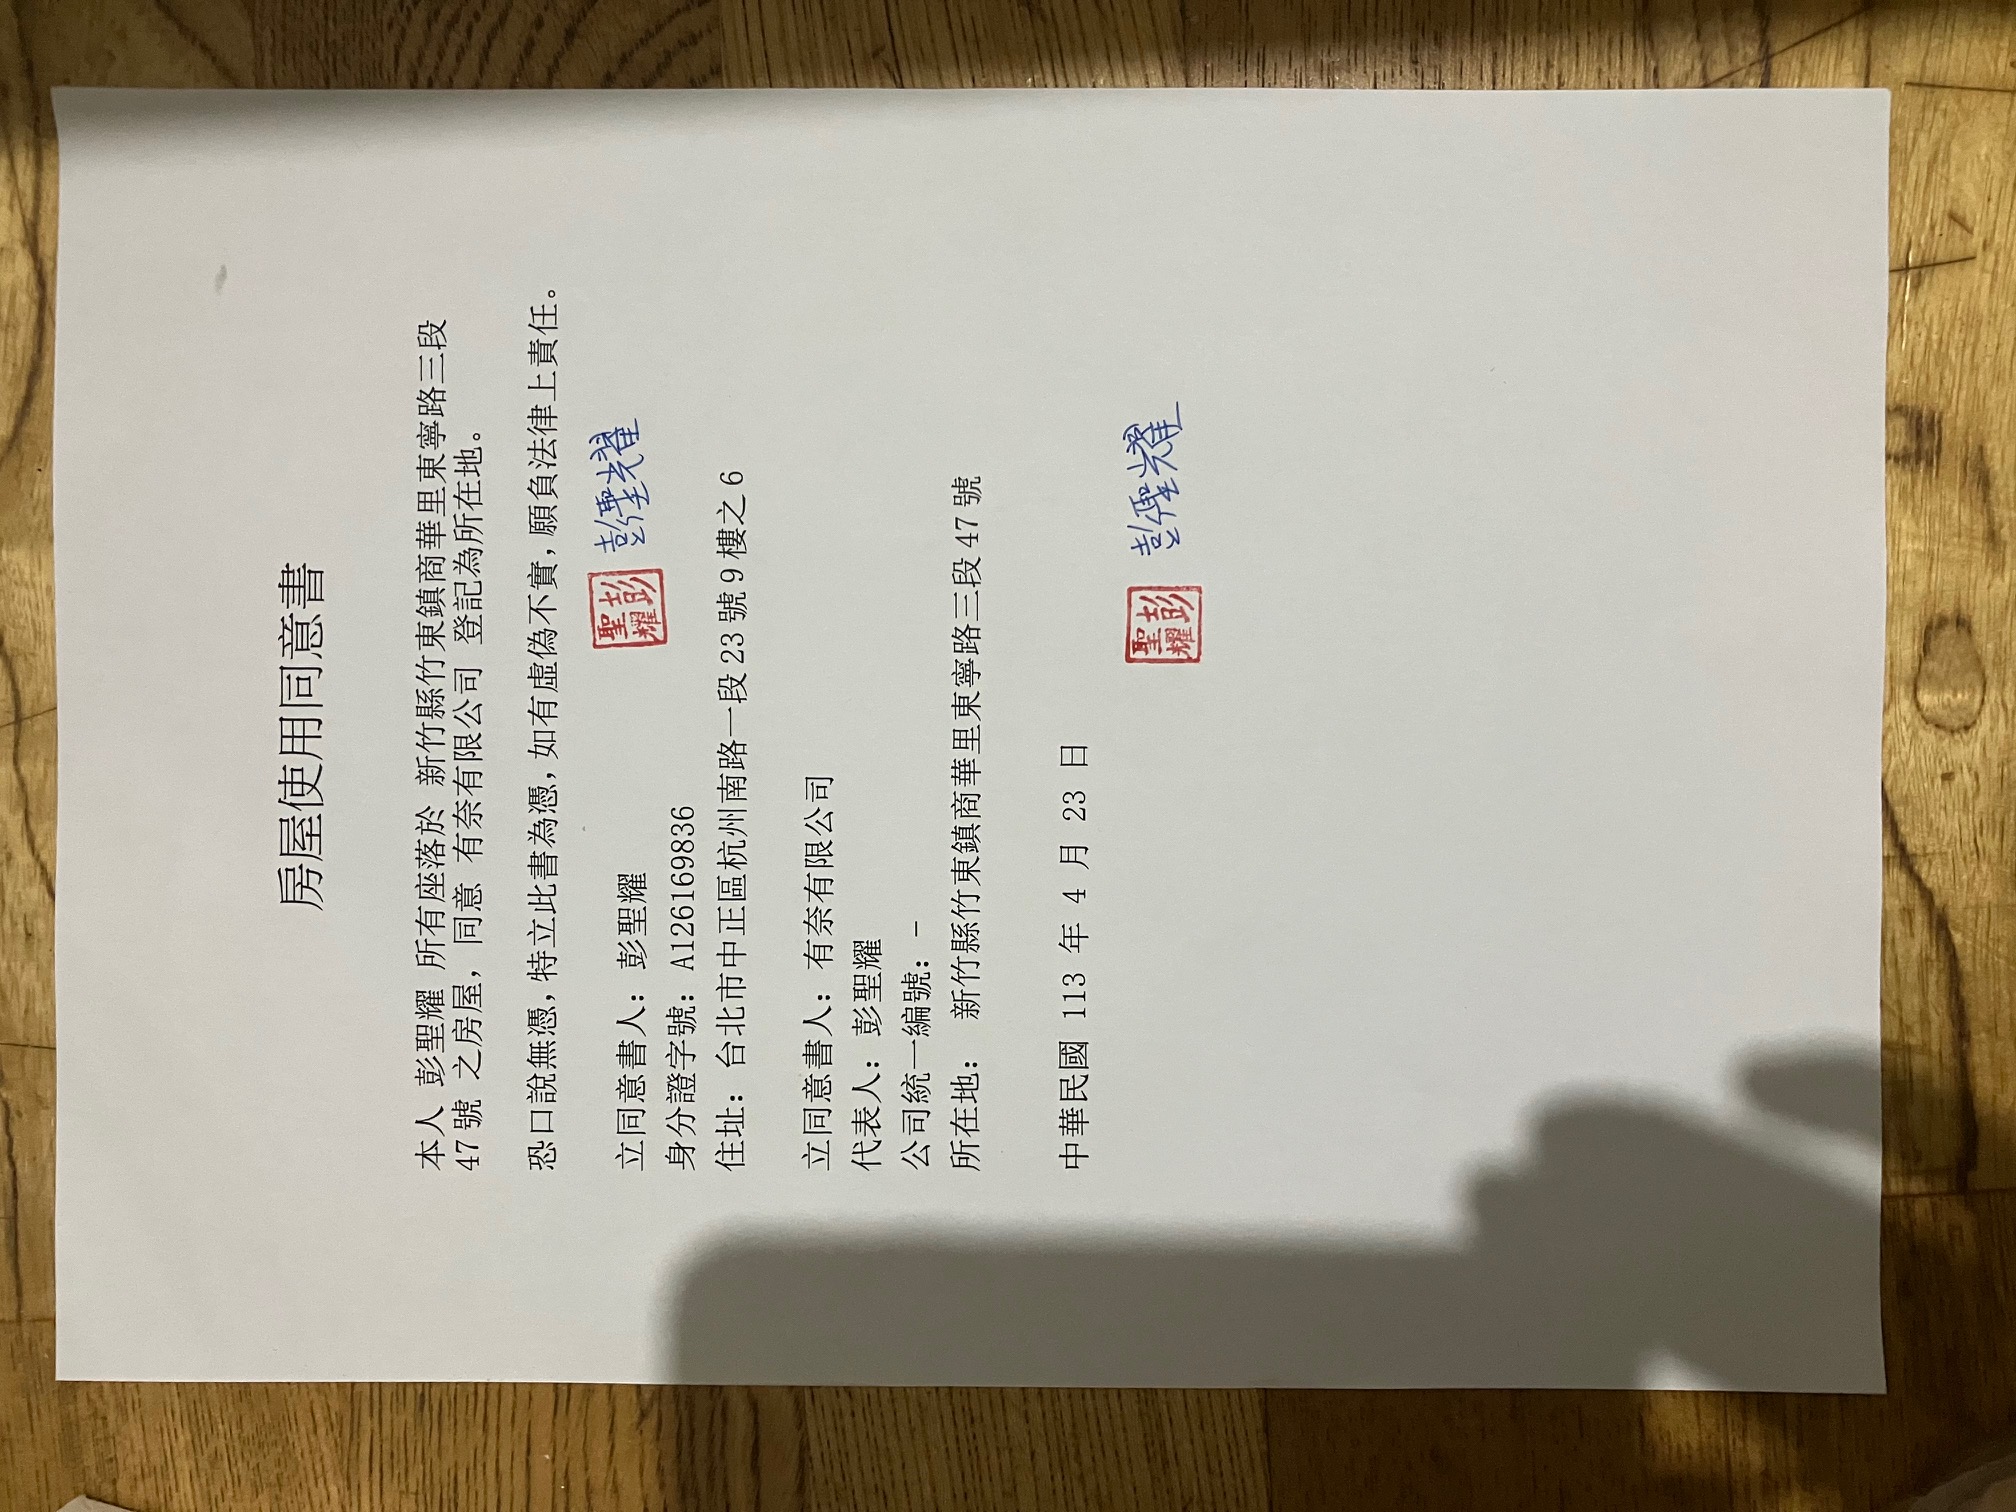 房屋使用同意書
本人 彭聖耀 所有座落於 新竹縣竹東鎮商華里東寧路三段
47號 之房屋，同意 有奈有限公司 登記為所在地。
恐口說無憑，特立此書為憑，如有虛偽不實，願負法律上責任。
立同意書人：彭聖耀
彭聖耀
彭聖耀
身分證字號：A126169836
住址：台北市中正區杭州南路一段23號9樓之6
立同意書人：有奈有限公司
代表人：彭聖耀
公司統一編號：-
所在地： 新竹縣竹東鎮商華里東寧路三段47號
中華民國 113 年 4 月 23 日
彭聖耀
彭聖耀